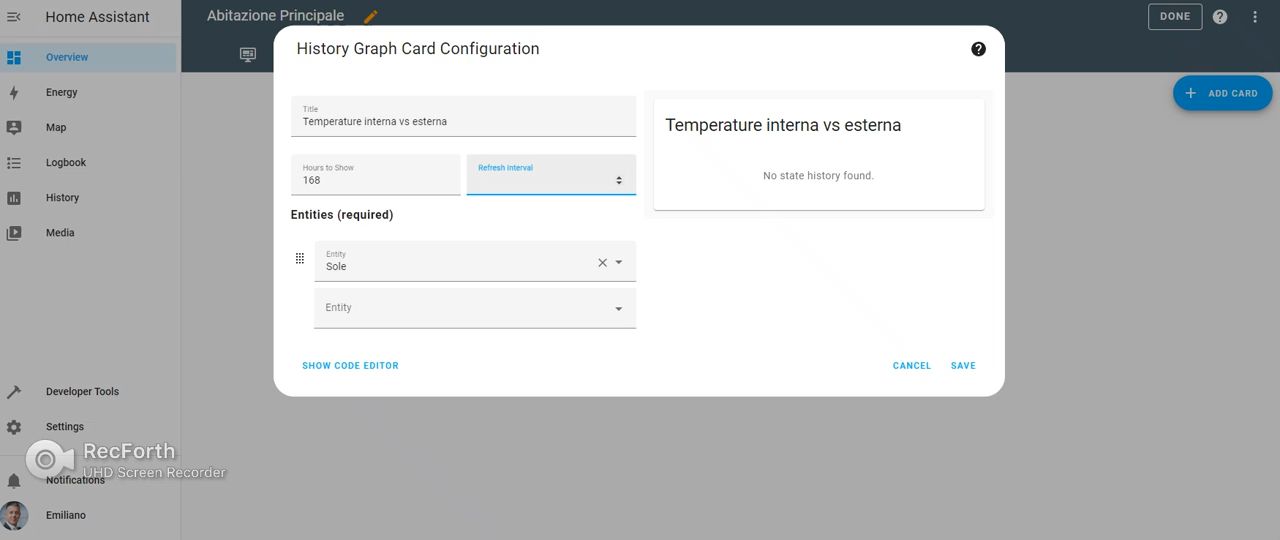 Home Assistant
Abitazione Principale
DONE
Overview
Energy
Map
Logbook
History
Media
Developer Tools
Settings
Notifications
Emiliano
ADD CARD
History Graph Card Configuration
Title
Temperature interna vs esterna
Hours to Show
168
Refresh Interval
Entities (required)
Entity
Sole
Entity
SHOW CODE EDITOR
Temperature interna vs esterna
No state history found.
CANCEL
SAVE
RecForth
UHD Screen Recorder